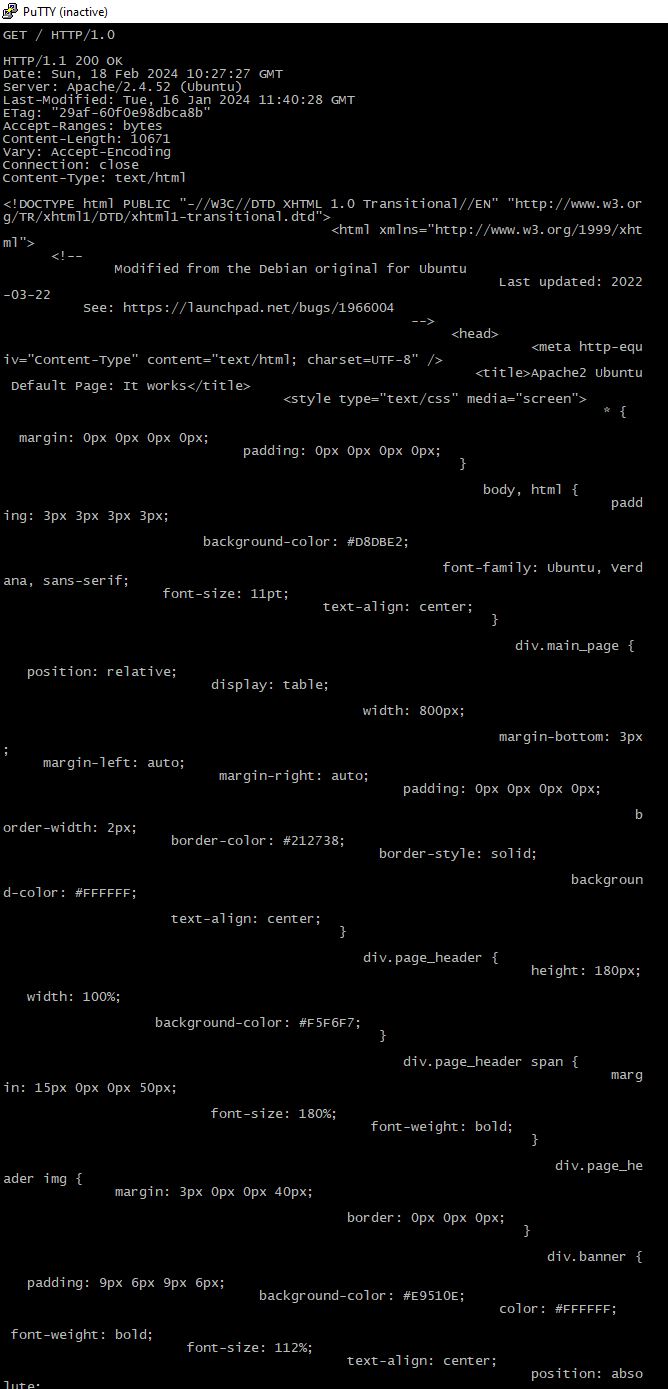 PuTTY (inactive)
GET / HTTP/1.0
HTTP/1.1 200 OK
Date: Sun, 18 Feb 2024 10:27:27 GMT
Server: Apache/2.4.52 (Ubuntu)
Last-Modified: Tue, 16 Jan 2024 11:40:28 GMT
ETag: "29af-60f0e98dbca8b"
Accept-Ranges: bytes
Content-Length: 10671
Vary: Accept-Encoding
Connection: close
Content-Type: text/html
<!DOCTYPE html PUBLIC "-//W3C//DTD XHTML 1.0 Transitional//EN" "http://www.w3.or
g/TR/xhtml1/DTD/xhtml1-transitional.dtd">
<html xmlns="http://www.w3.org/1999/xht
ml">
<!--
Modified from the Debian original for Ubuntu
Last updated: 2022
-03-22
See: https://launchpad.net/bugs/1966004
-->
<head>
<meta http-equ
iv="Content-Type" content="text/html; charset=UTF-8" />
<title>Apache2 Ubuntu
Default Page: It works</title>
<style type="text/css" media="screen">
* {
margin: 0px 0px 0px 0px;
padding: 0px 0px 0px 0px;
}
body, html {
padd
ing: 3px 3px 3px 3px;
background-color: #D8DBE2;
font-family: Ubuntu, Verd
ana, sans-serif;
font-size: 11pt;
text-align: center;
}
div.main_page {
position: relative;
display: table;
width: 800px;
margin-bottom: 3px
;
margin-left: auto;
margin-right: auto;
padding: 0px 0px 0px 0px;
b
order-width: 2px;
border-color: #212738;
border-style: solid;
backgroun
d-color: #FFFFFF;
text-align: center;
}
div.page_header {
height: 180px;
width: 100%;
background-color: #F5F6F7;
}
div.page_header span {
marg
in: 15px 0px 0px 50px;
font-size: 180%;
font-weight: bold;
}
div.page_he
ader img {
margin: 3px 0px 0px 40px;
border: 0px 0px 0px;
}
div.banner {
padding: 9px 6px 9px 6px;
background-color: #E9510E;
color: #FFFFFF;
font-weight: bold;
font-size: 112%;
text-align: center;
position: abso
lute;